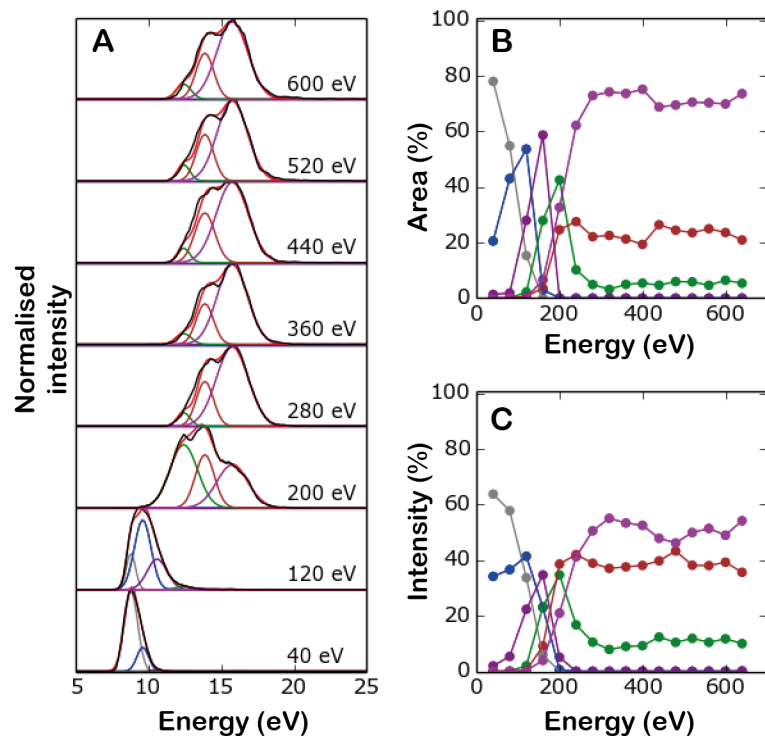 A
Normalised
intensity
600 eV
520 eV
440 eV
360 eV
280 eV
200 eV
120 eV
40 eV
5 10 15 20 25
Energy (eV)
B
Area (%)
100
80
60
40
20
0
0 200 400 600
Energy (eV)
C
Intensity (%)
100
80
60
40
20
0
0 200 400 600
Energy (eV)